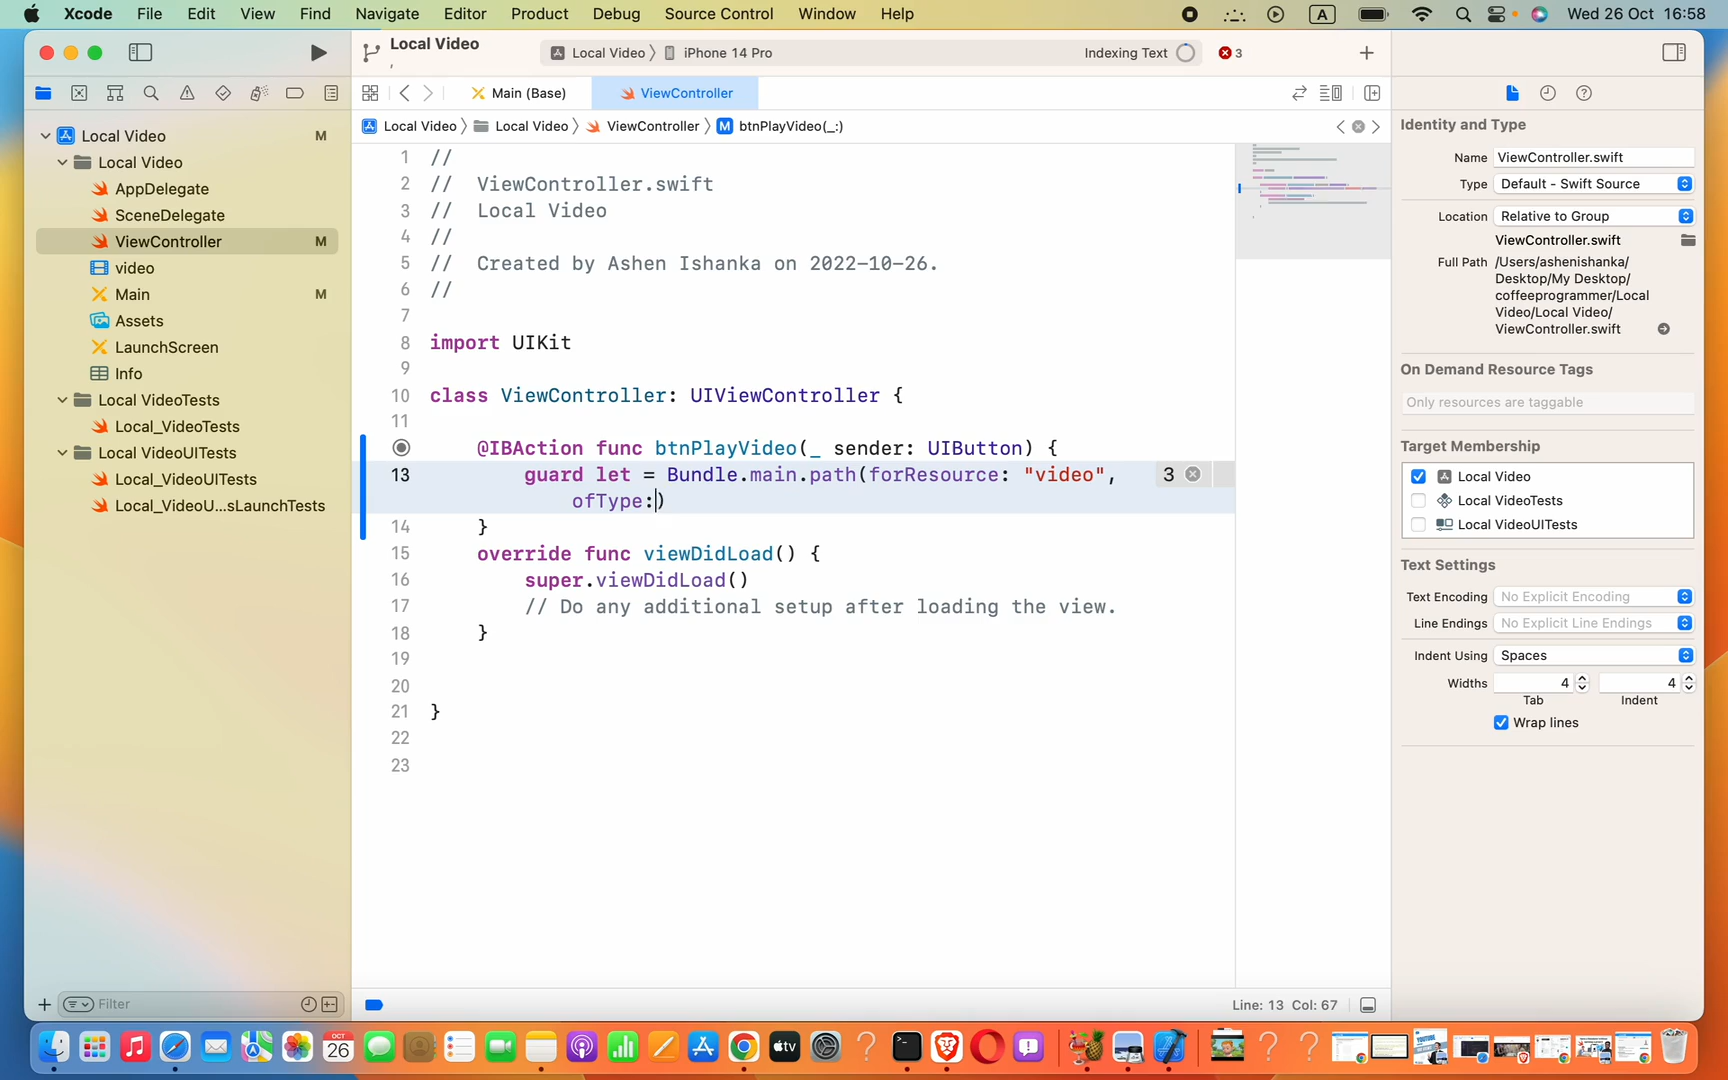 Xcode File Edit View Find Navigate Editor Product Debug Source Control Window Help A Wed 26 Oct 16:58
Local Video
Local Video iPhone 14 Pro Indexing Text 3
Main (Base) ViewController
Local Video Local Video ViewController M btnPlayVideo(_:)
Local Video M
Local Video
AppDelegate
SceneDelegate
ViewController M
video
Main M
Assets
LaunchScreen
Info
Local VideoTests
Local_VideoTests
Local VideoUITests
Local_VideoUITests
Local_VideoU...sLaunchTests
Filter
1 //
2 //  ViewController.swift
3 //  Local Video
4 //
5 //  Created by Ashen Ishanka on 2022-10-26.
6 //
7
8 import UIKit
9
10 class ViewController: UIViewController {
11
@IBAction func btnPlayVideo(_ sender: UIButton) {
13 guard let = Bundle.main.path(forResource: "video", 3
ofType:)
14 }
15 override func viewDidLoad() {
16 super.viewDidLoad()
17 // Do any additional setup after loading the view.
18 }
19
20
21 }
22
23
Line: 13 Col: 67
Identity and Type
Name ViewController.swift
Type Default - Swift Source
Location Relative to Group
ViewController.swift
Full Path /Users/ashenishanka/
Desktop/My Desktop/
coffeeprogrammer/Local
Video/Local Video/
ViewController.swift
On Demand Resource Tags
Only resources are taggable
Target Membership
Local Video
Local VideoTests
Local VideoUITests
Text Settings
Text Encoding No Explicit Encoding
Line Endings No Explicit Line Endings
Indent Using Spaces
Widths 4 4
Tab Indent
Wrap lines
OCT
26
tv